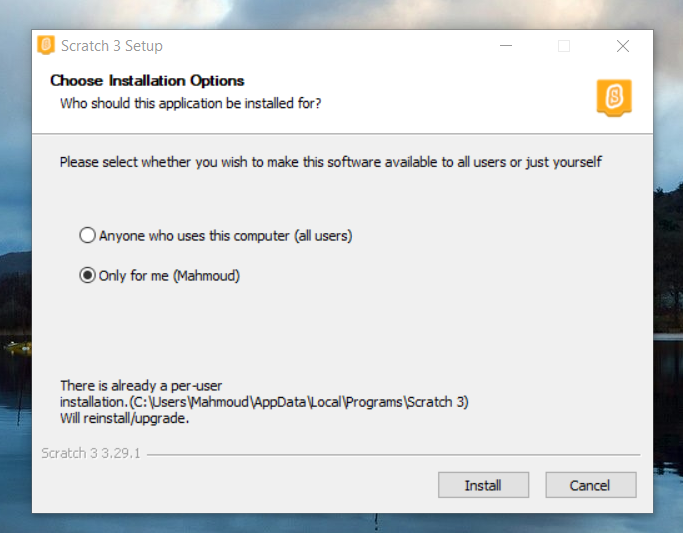 Scratch 3 Setup
Choose Installation Options
Who should this application be installed for?
Please select whether you wish to make this software available to all users or just yourself
Anyone who uses this computer (all users)
Only for me (Mahmoud)
There is already a per-user
installation.(C:\Users\Mahmoud\AppData\Local\Programs\Scratch 3)
Will reinstall/upgrade.
Scratch 3 3.29.1
Install Cancel